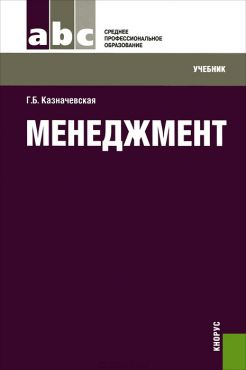 abc
СРЕДНЕЕ
ПРОФЕССИОНАЛЬНОЕ
ОБРАЗОВАНИЕ
УЧЕБНИК
Г.Б. Казначевская
МЕНЕДЖМЕНТ
КНОРУС